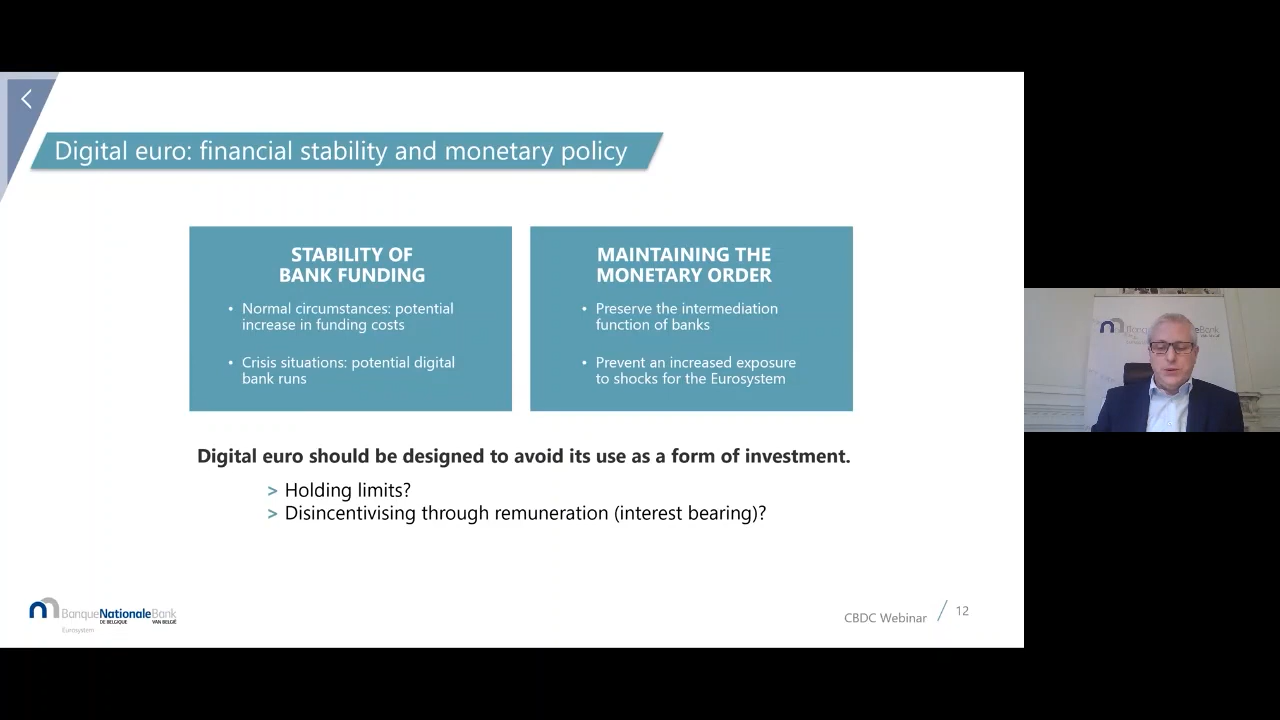 Digital euro: financial stability and monetary policy
STABILITY OF
BANK FUNDING
• Normal circumstances: potential
increase in funding costs
• Crisis situations: potential digital
bank runs
MAINTAINING THE
MONETARY ORDER
• Preserve the intermediation
function of banks
• Prevent an increased exposure
to shocks for the Eurosystem
Digital euro should be designed to avoid its use as a form of investment.
> Holding limits?
> Disincentivising through remuneration (interest bearing)?
BanqueNationaleBank
DE BELGIQUE VAN BELGIË
Eurosystem
CBDC Webinar / 12